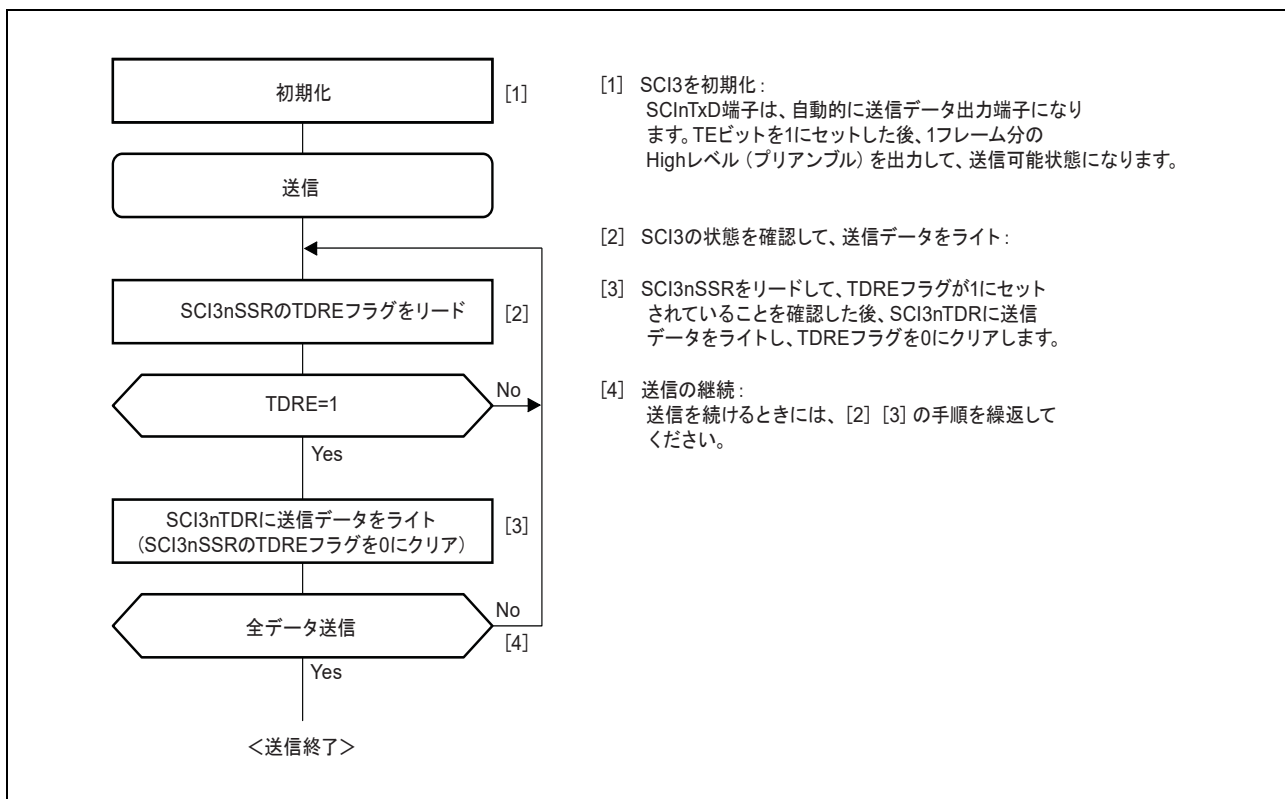 初期化
[1]
送信
SCI3nSSRのTDREフラグをリード
[2]
TDRE=1
No
Yes
SCI3nTDRに送信データをライト
（SCI3nSSRのTDREフラグを0にクリア）
[3]
全データ送信
No
[4]
Yes
＜送信終了＞
[1] SCI3を初期化：
SCInTxD端子は、自動的に送信データ出力端子になり
ます。TEビットを1にセットした後、1フレーム分の
Highレベル（プリアンブル）を出力して、送信可能状態になります。
[2] SCI3の状態を確認して、送信データをライト：
[3] SCI3nSSRをリードして、TDREフラグが1にセット
されていることを確認した後、SCI3nTDRに送信
データをライトし、TDREフラグを0にクリアします。
[4] 送信の継続：
送信を続けるときには、[2] [3] の手順を繰返して
ください。